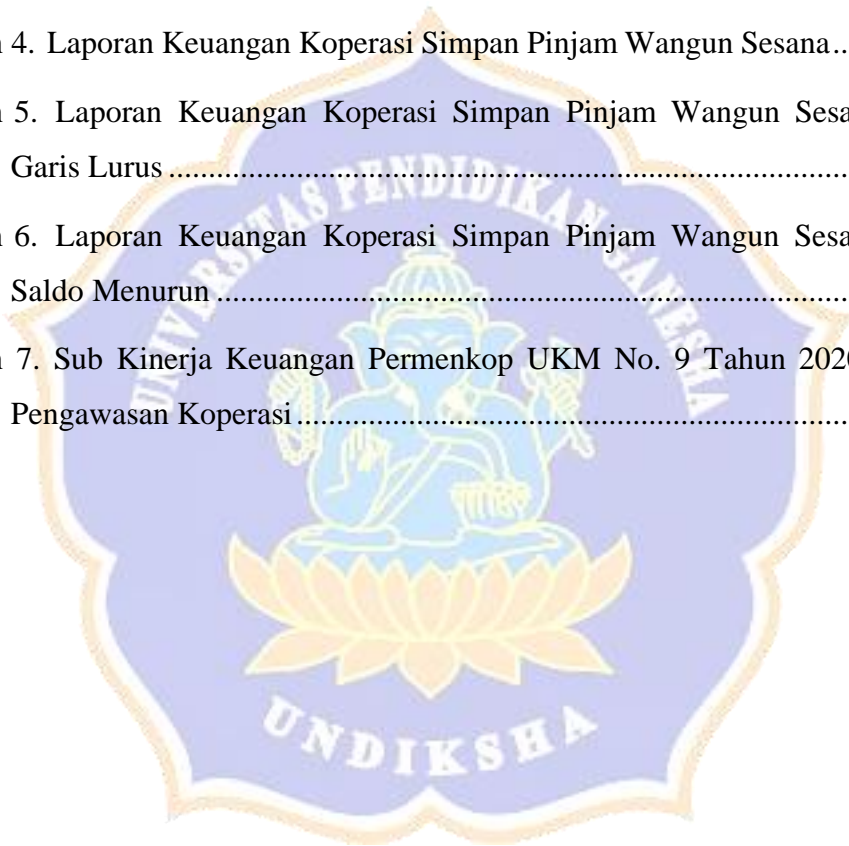 n 4. Laporan Keuangan Koperasi Simpan Pinjam Wangun Sesana...
n 5. Laporan Keuangan Koperasi Simpan Pinjam Wangun Sesa
Garis Lurus..........................................................................................
n 6. Laporan Keuangan Koperasi Simpan Pinjam Wangun Sesa
Saldo Menurun....................................................................................
n 7. Sub Kinerja Keuangan Permenkop UKM No. 9 Tahun 2020
Pengawasan Koperasi..........................................................................
UNIVERSITAS PENDIDIKAN GANESHA
UNDIKSHA